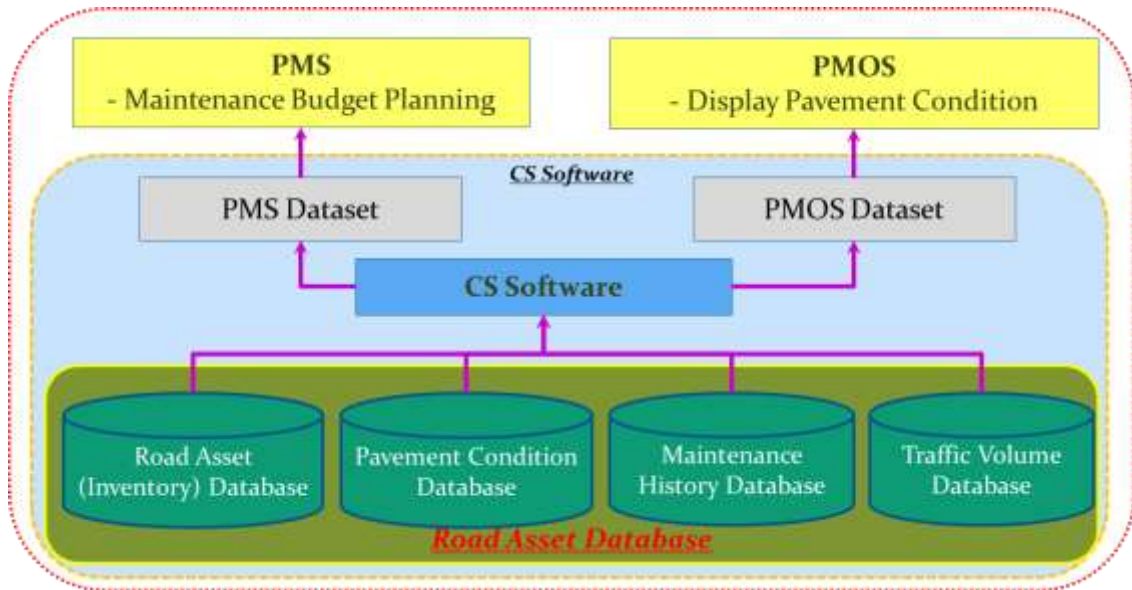 PMS
- Maintenance Budget Planning
PMOS
- Display Pavement Condition
CS Software
PMS Dataset
PMOS Dataset
CS Software
Road Asset
(Inventory) Database
Pavement Condition
Database
Maintenance
History Database
Traffic Volume
Database
Road Asset Database